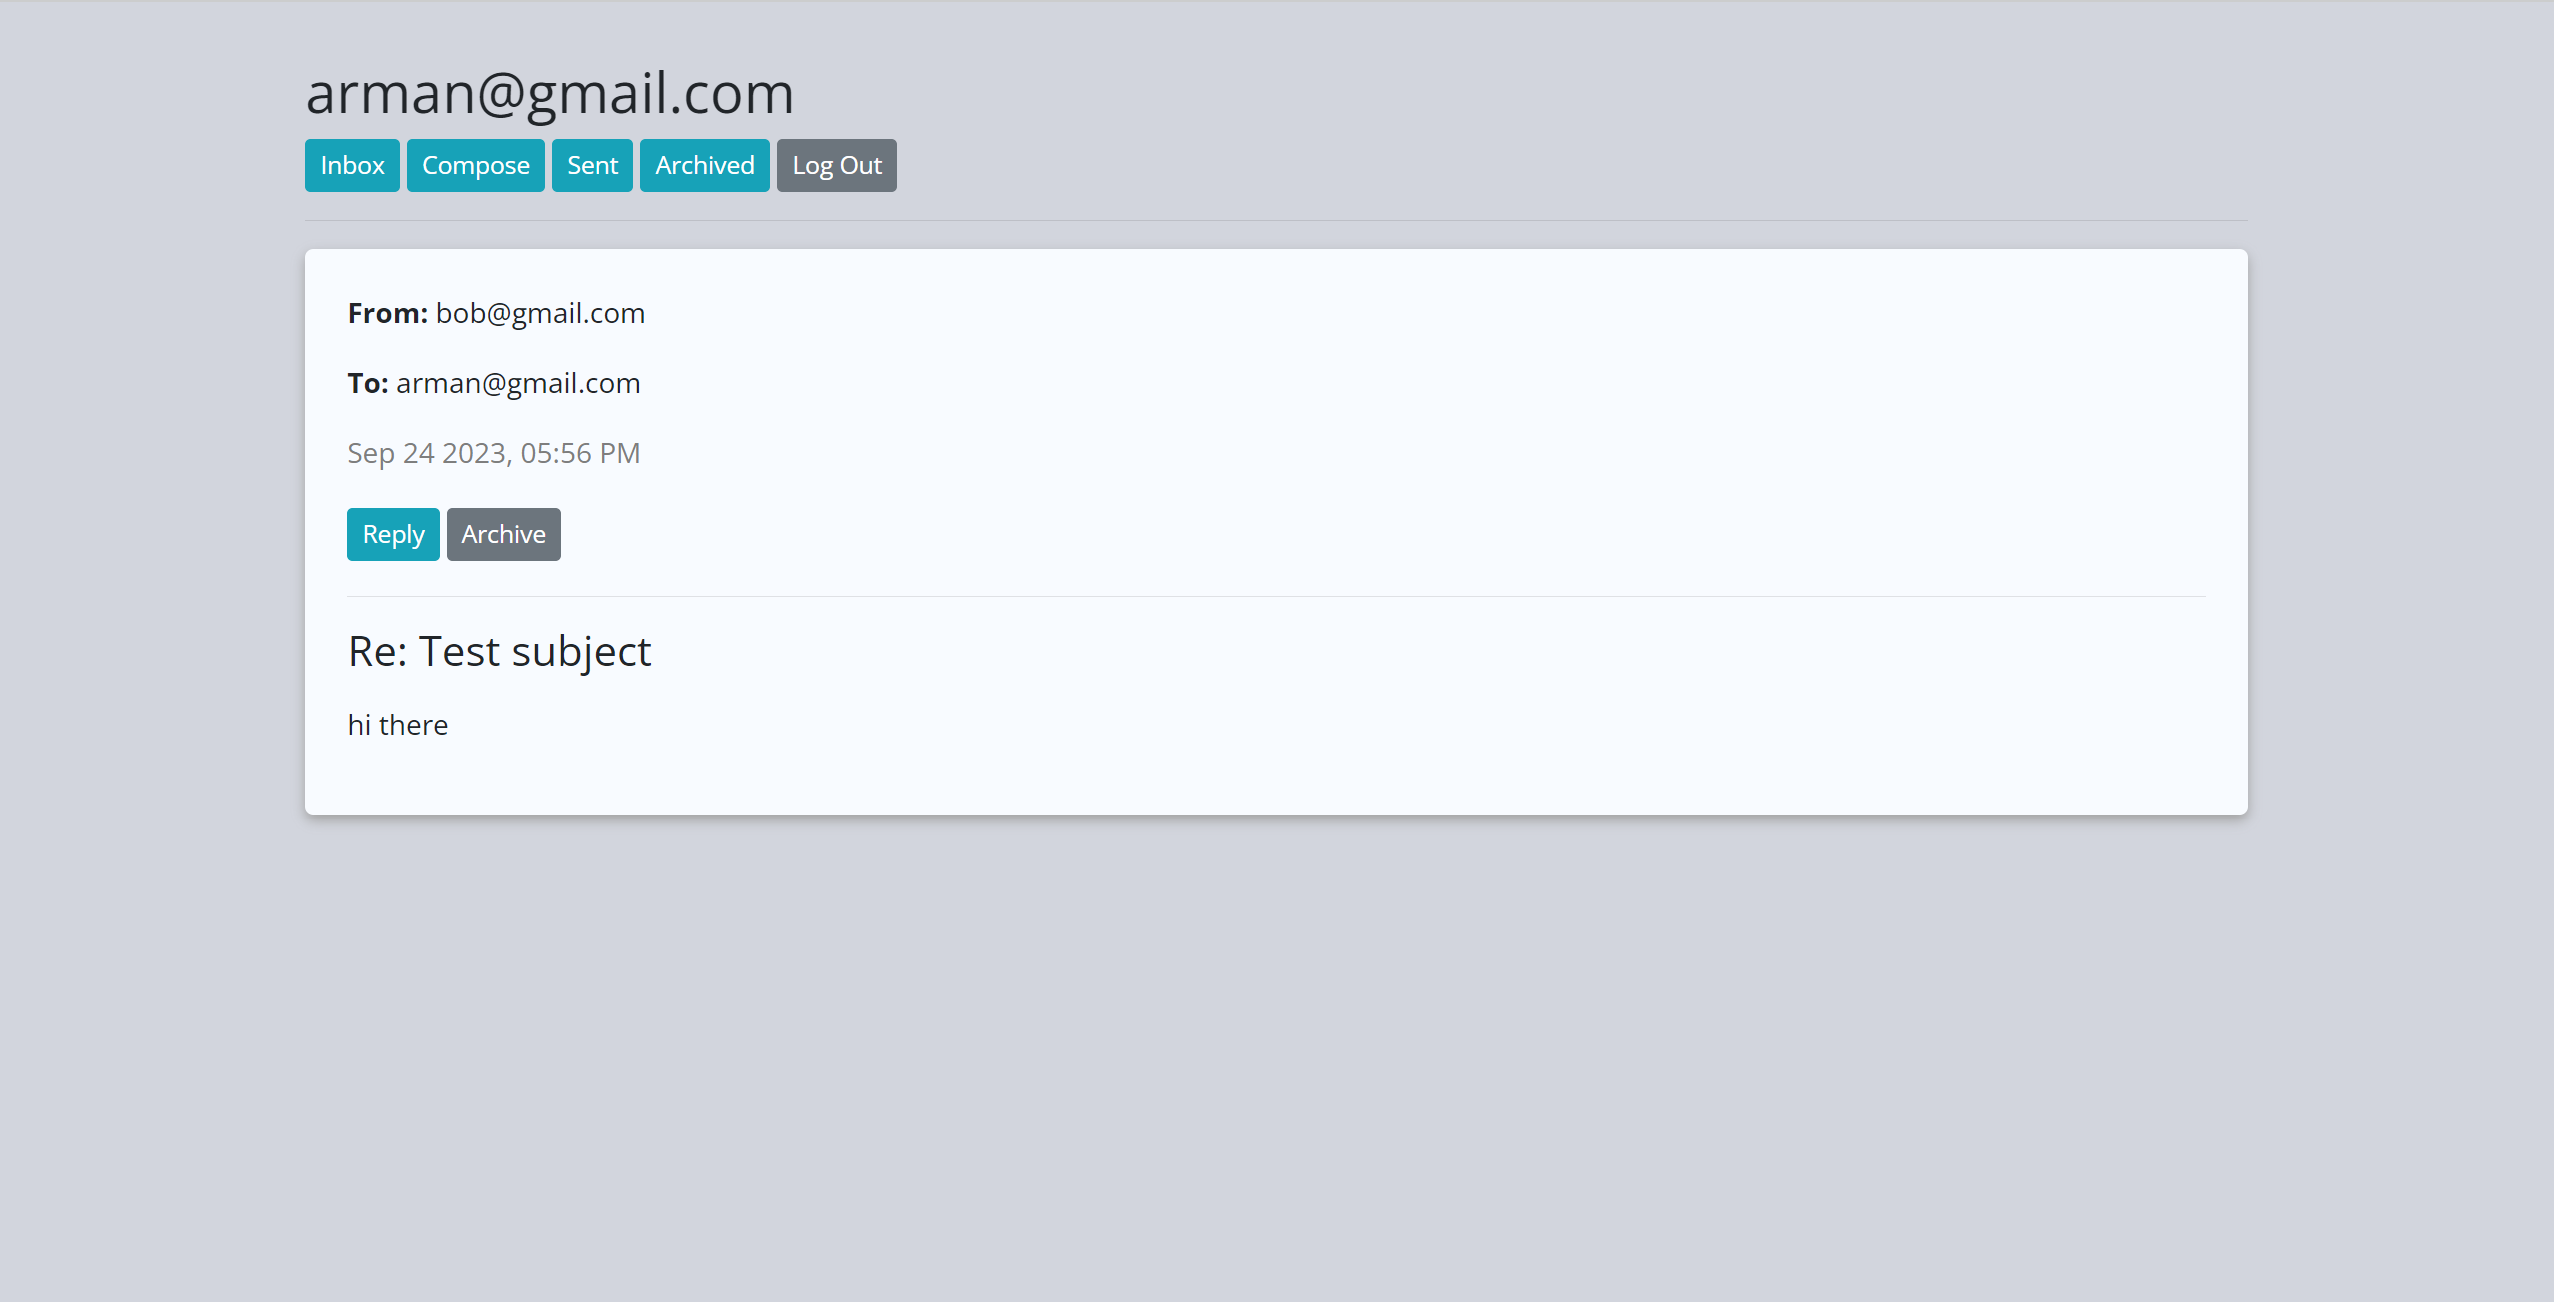 arman@gmail.com
Inbox Compose Sent Archived Log Out
From: bob@gmail.com
To: arman@gmail.com
Sep 24 2023, 05:56 PM
Reply Archive
Re: Test subject
hi there